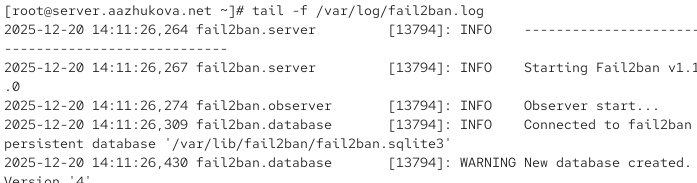 [root@server.aazhukova.net ~]# tail -f /var/log/fail2ban.log
2025-12-20 14:11:26,264 fail2ban.server         [13794]: INFO    ----------------------
----------------------------
2025-12-20 14:11:26,267 fail2ban.server         [13794]: INFO    Starting Fail2ban v1.1
.0
2025-12-20 14:11:26,274 fail2ban.observer       [13794]: INFO    Observer start...
2025-12-20 14:11:26,309 fail2ban.database       [13794]: INFO    Connected to fail2ban
persistent database '/var/lib/fail2ban/fail2ban.sqlite3'
2025-12-20 14:11:26,430 fail2ban.database       [13794]: WARNING New database created.
Version '4'